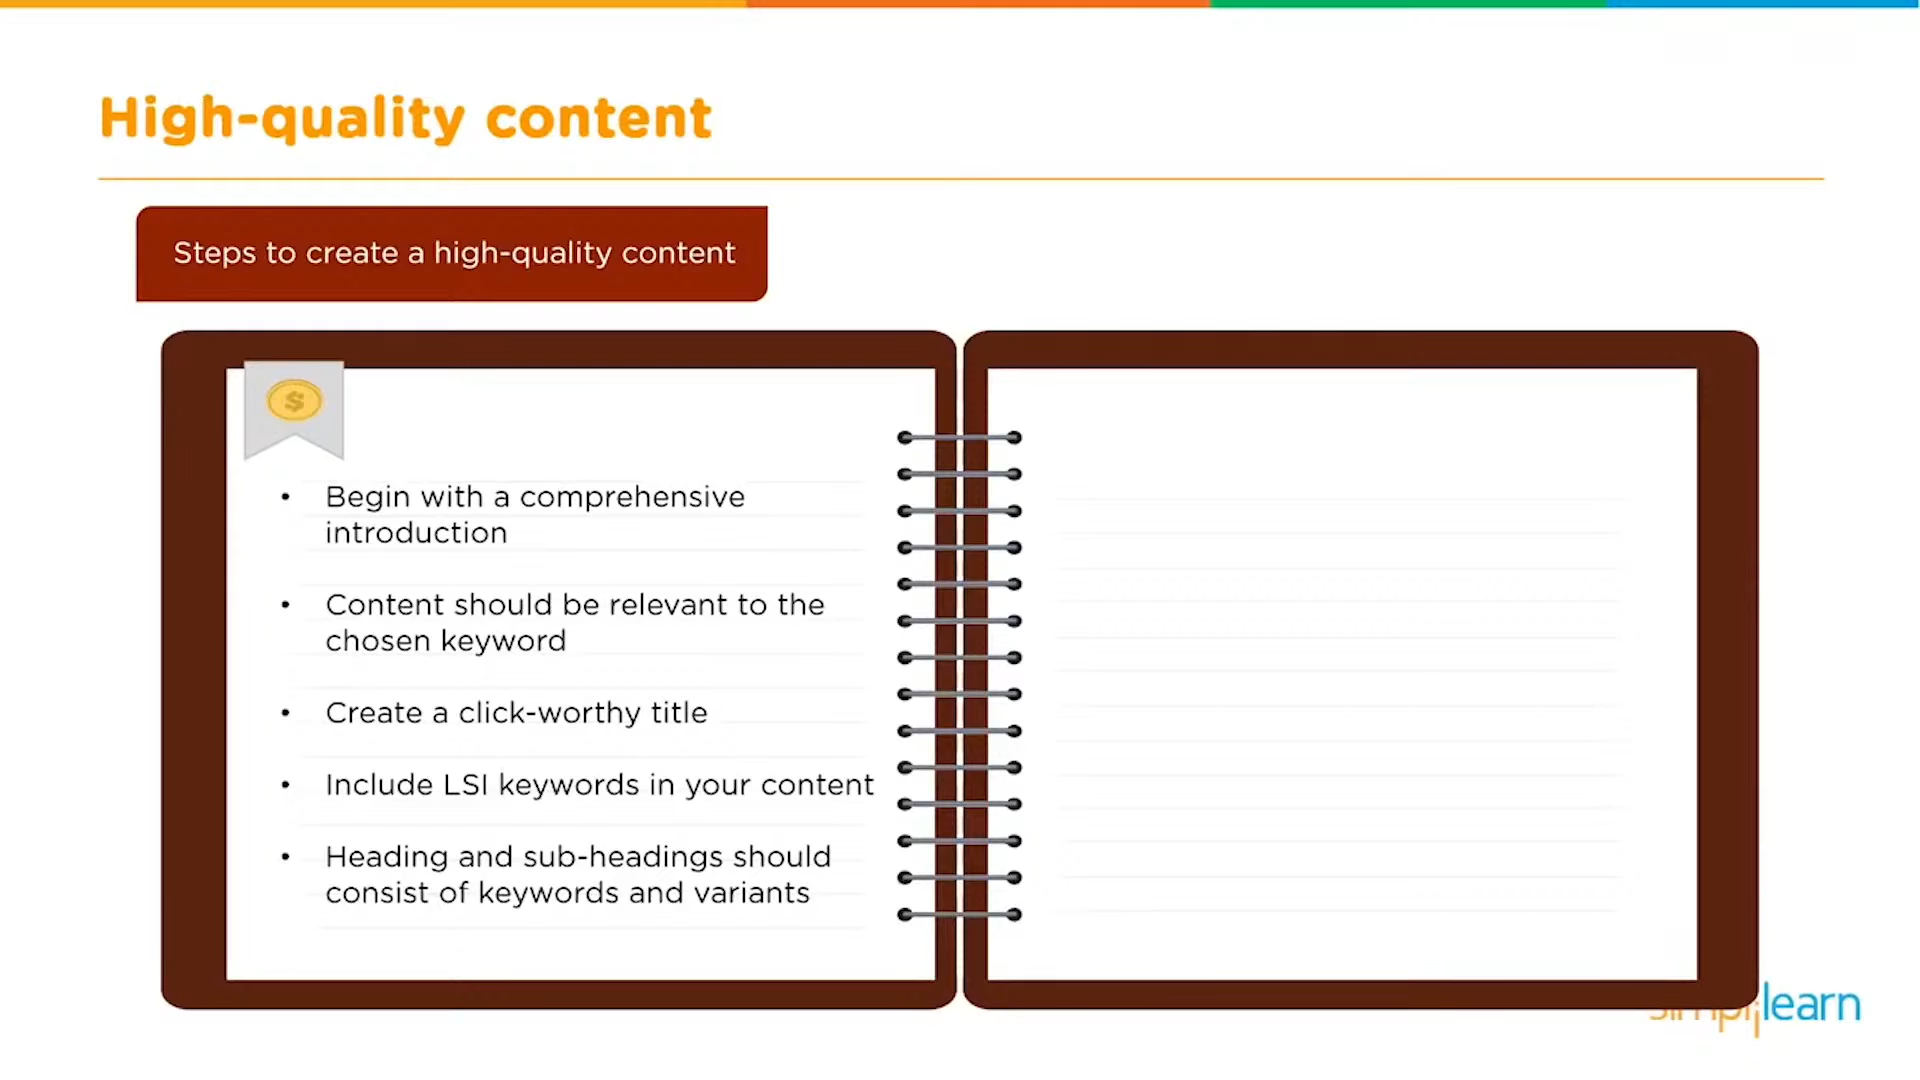 High-quality content
Steps to create a high-quality content
$
• Begin with a comprehensive
introduction
• Content should be relevant to the
chosen keyword
• Create a click-worthy title
• Include LSI keywords in your content
• Heading and sub-headings should
consist of keywords and variants
simplilearn